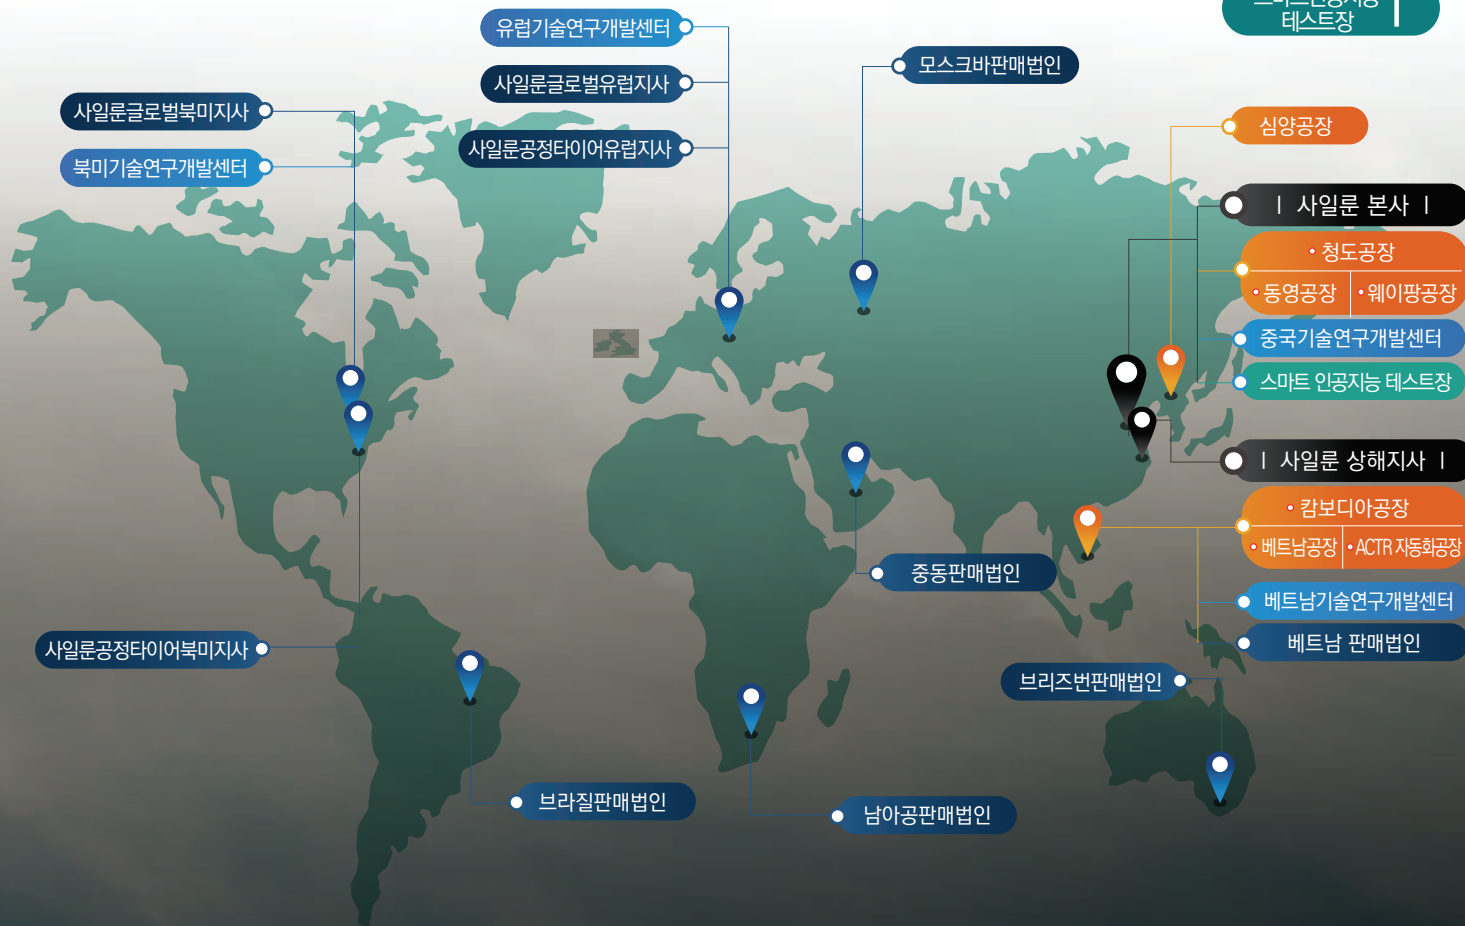 테스트장
유럽기술연구개발센터
사일룬글로벌유럽지사
사일룬공정타이어유럽지사
모스크바판매법인
사일룬글로벌북미지사
북미기술연구개발센터
심양공장
| 사일룬 본사 |
• 청도공장
• 동영공장 • 웨이팡공장
중국기술연구개발센터
스마트 인공지능 테스트장
| 사일룬 상해지사 |
• 캄보디아공장
• 베트남공장 • ACTR 자동화공장
베트남기술연구개발센터
베트남 판매법인
중동판매법인
사일룬공정타이어북미지사
브리즈번판매법인
브라질판매법인
남아공판매법인